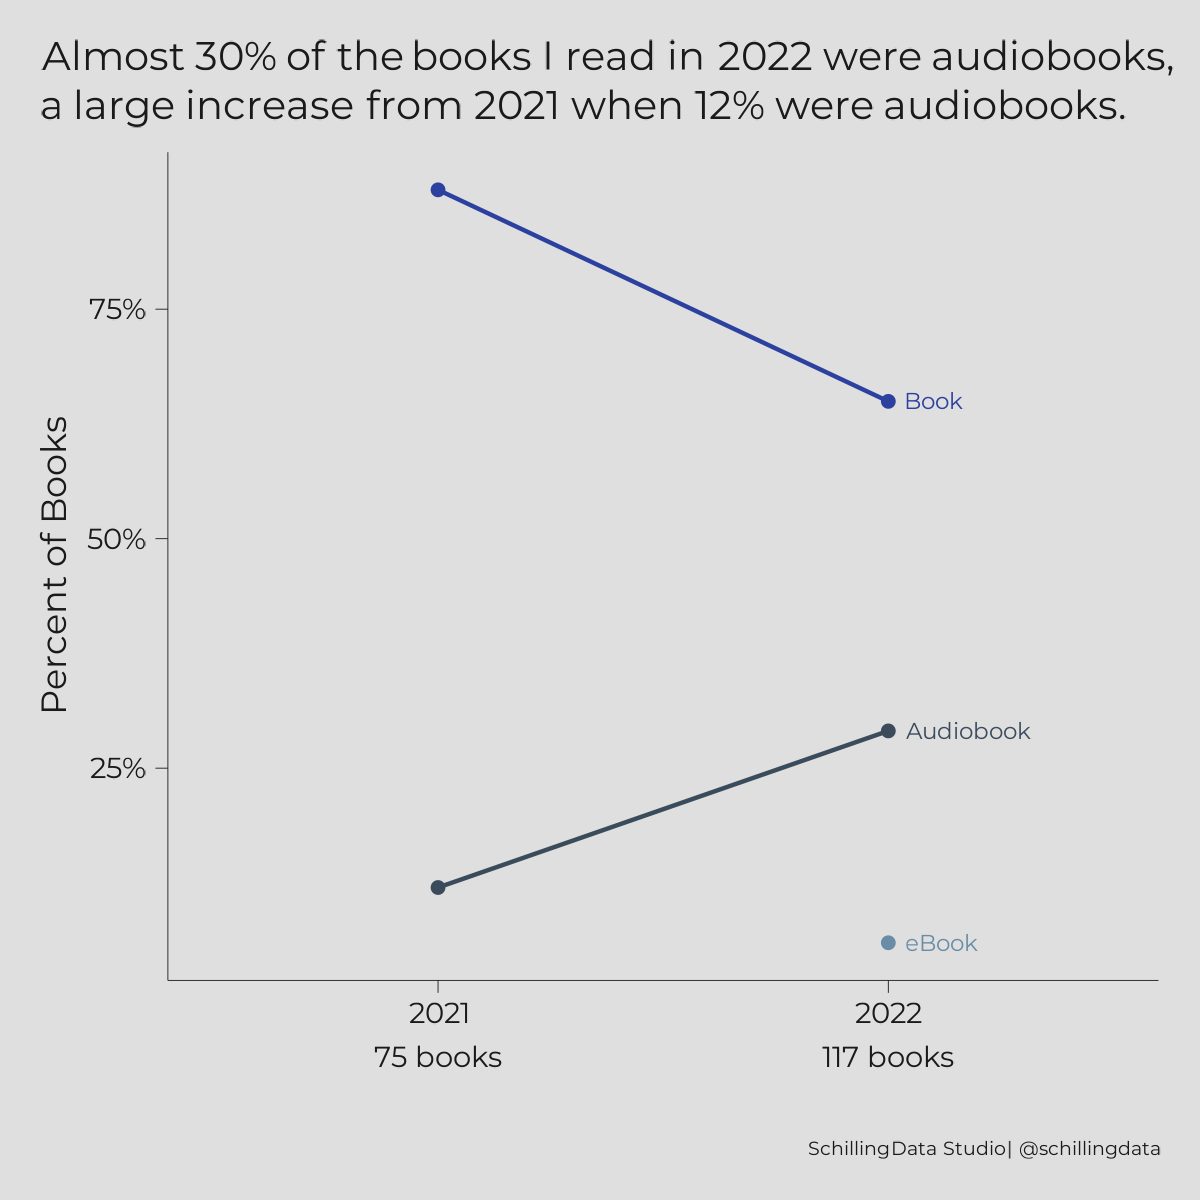 Almost 30% of the books I read in 2022 were audiobooks,
a large increase from 2021 when 12% were audiobooks.
Percent of Books
75%
50%
25%
Book
Audiobook
eBook
2021
75 books
2022
117 books
SchillingData Studio| @schillingdata